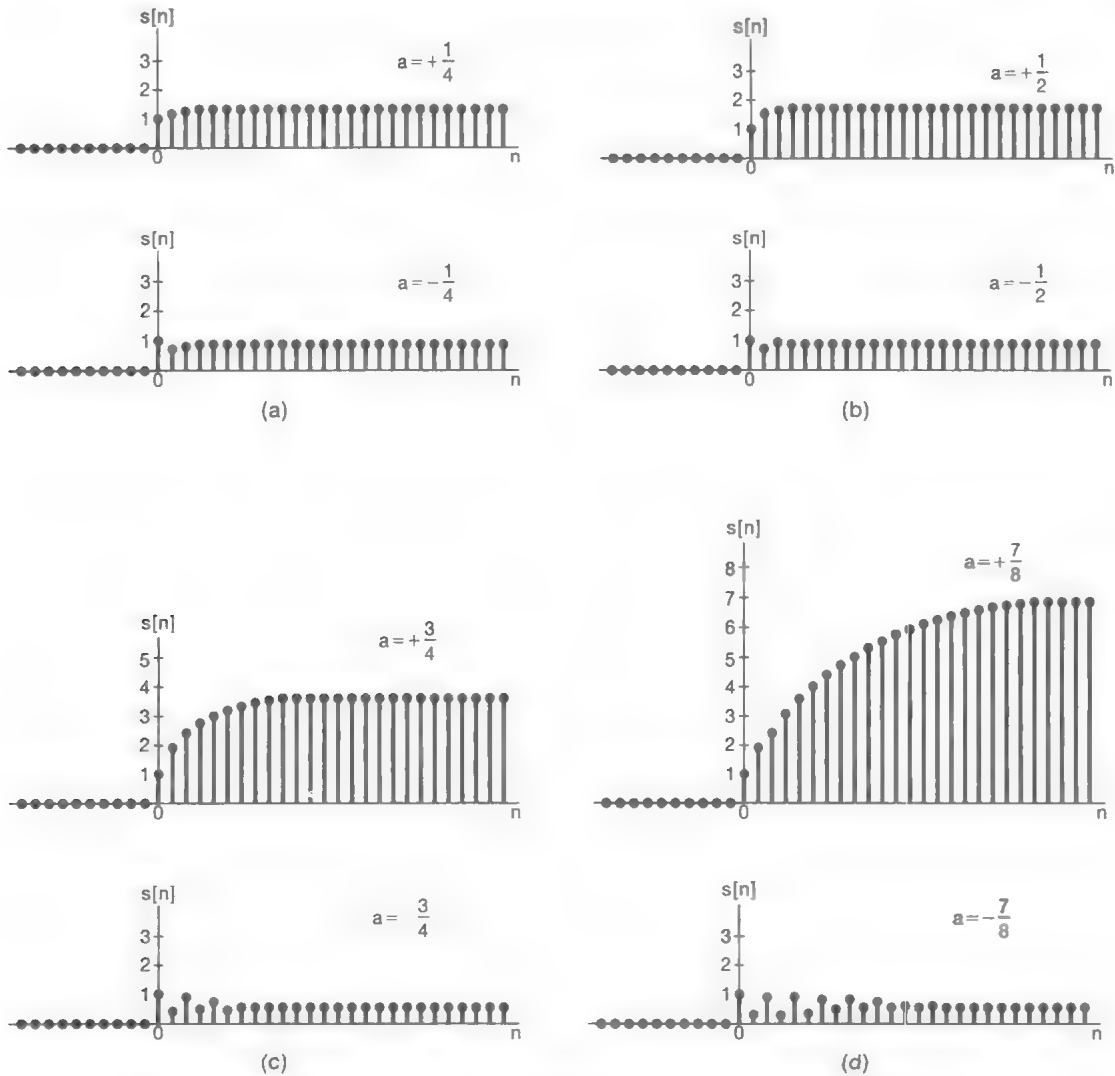 s[n]
3
2
1
0
n
a=+1/4
s[n]
3
2
1
0
n
a=-1/4
(a)
s[n]
3
2
1
0
n
a=+1/2
s[n]
3
2
1
0
n
a=-1/2
(b)
s[n]
5
4
3
2
1
0
n
a=+3/4
s[n]
3
2
1
0
n
a= 3/4
(c)
s[n]
8
7
6
5
4
3
2
1
0
n
a=+7/8
s[n]
3
2
1
0
n
a=-7/8
(d)